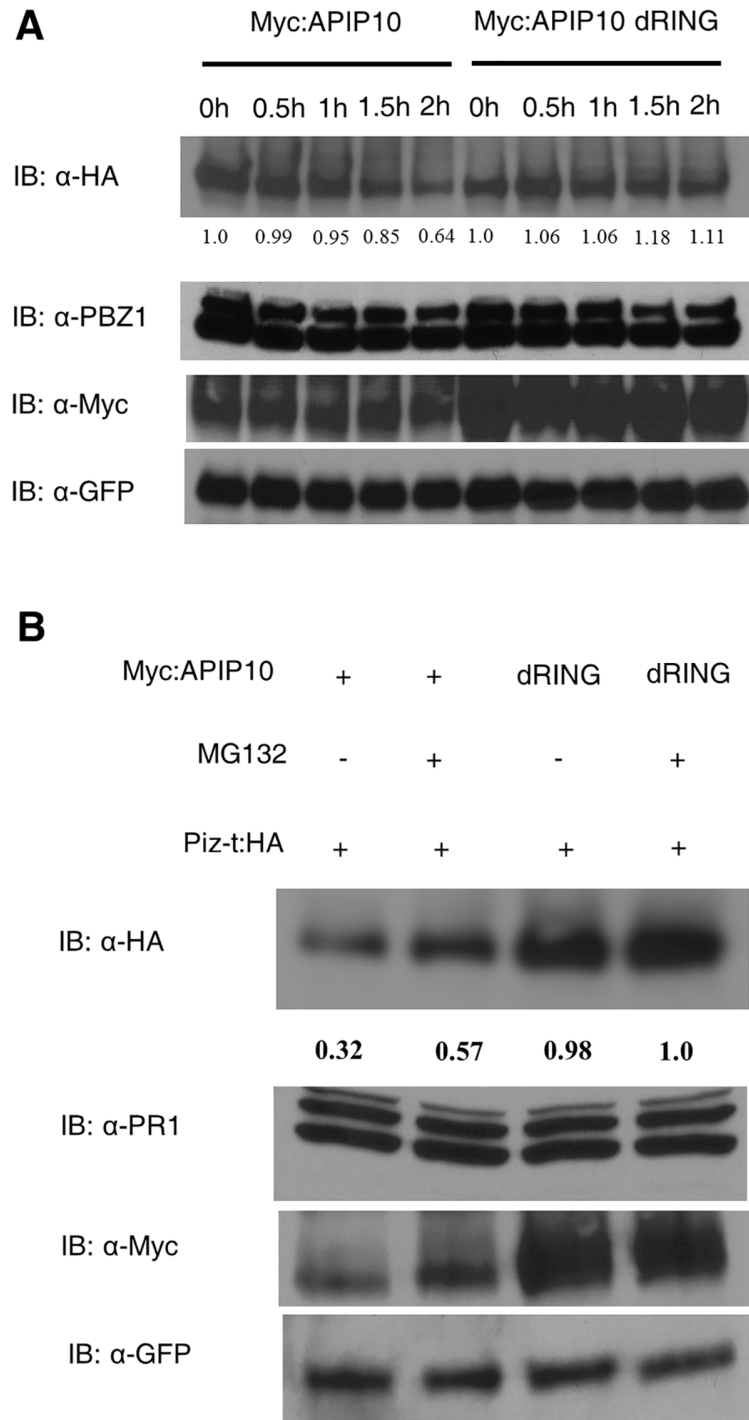 A
Myc:APIP10 Myc:APIP10 dRING
0h 0.5h 1h 1.5h 2h 0h 0.5h 1h 1.5h 2h
IB: α-HA
1.0 0.99 0.95 0.85 0.64 1.0 1.06 1.06 1.18 1.11
IB: α-PBZ1
IB: α-Myc
IB: α-GFP
B
Myc:APIP10 + + dRING dRING
MG132 - + - +
Piz-t:HA + + + +
IB: α-HA
0.32 0.57 0.98 1.0
IB: α-PR1
IB: α-Myc
IB: α-GFP